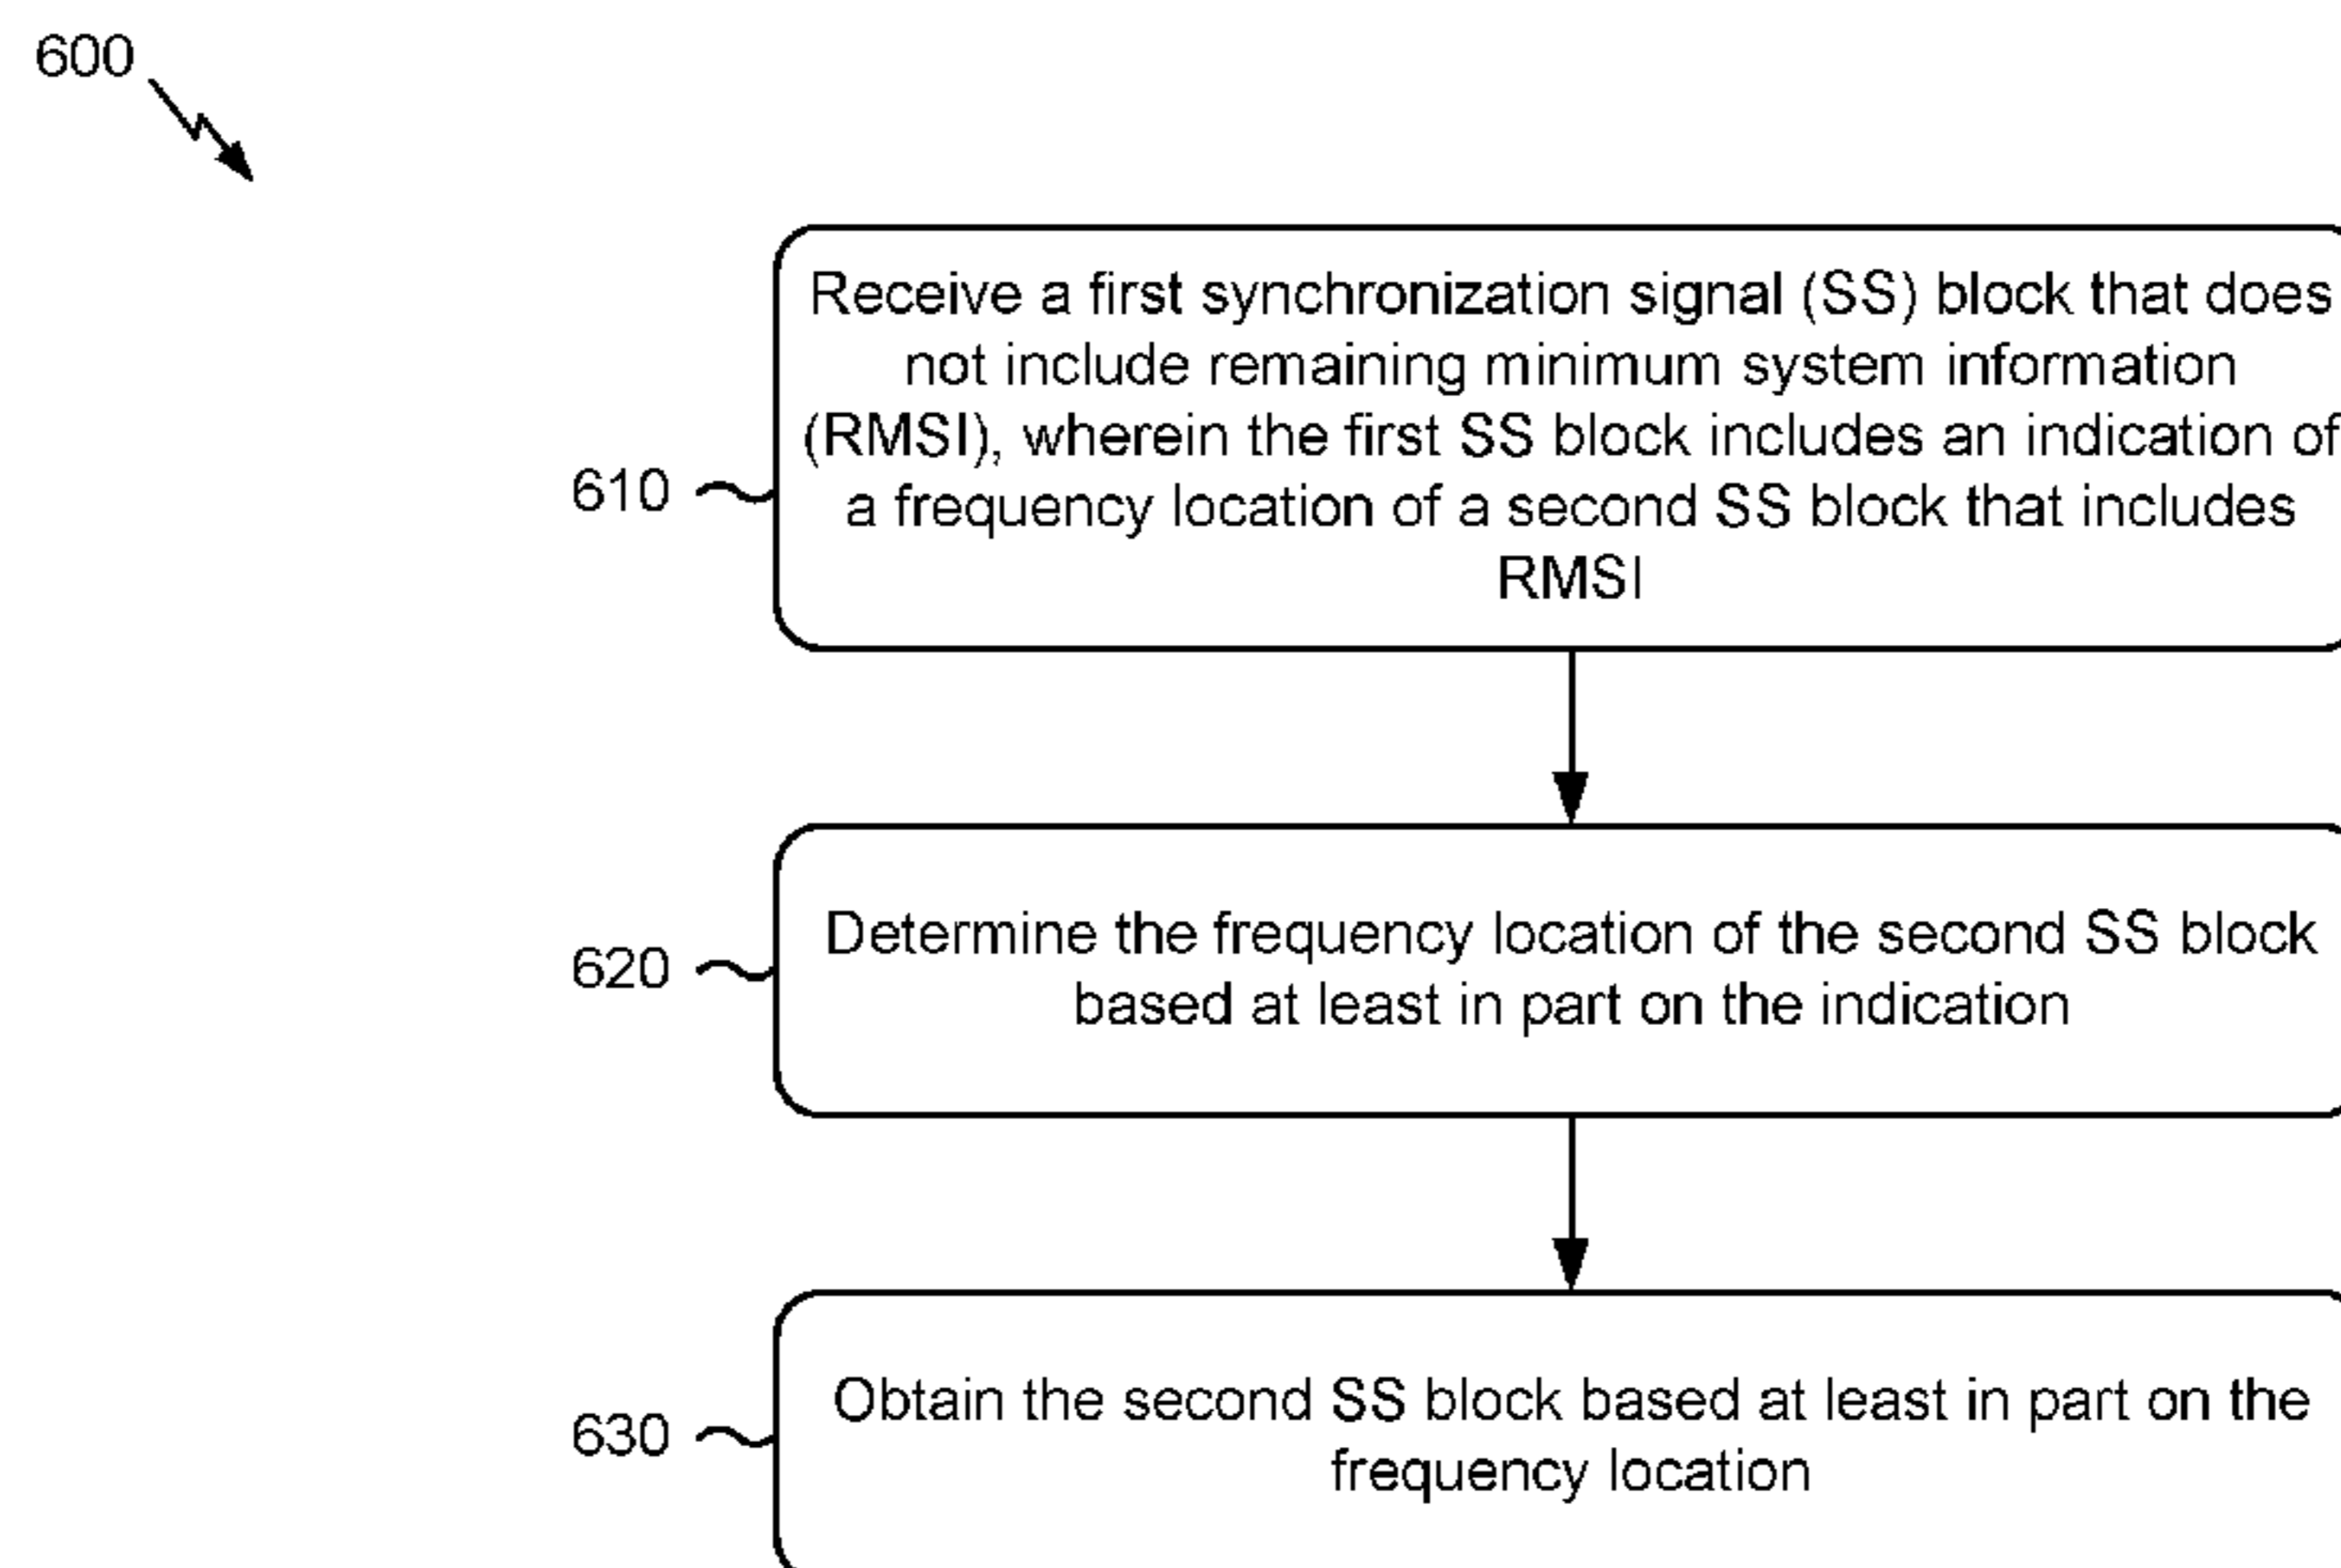 600
Receive a first synchronization signal (SS) block that does
not include remaining minimum system information
(RMSI), wherein the first SS block includes an indication of
a frequency location of a second SS block that includes
RMSI
610
Determine the frequency location of the second SS block
based at least in part on the indication
620
Obtain the second SS block based at least in part on the
frequency location
630